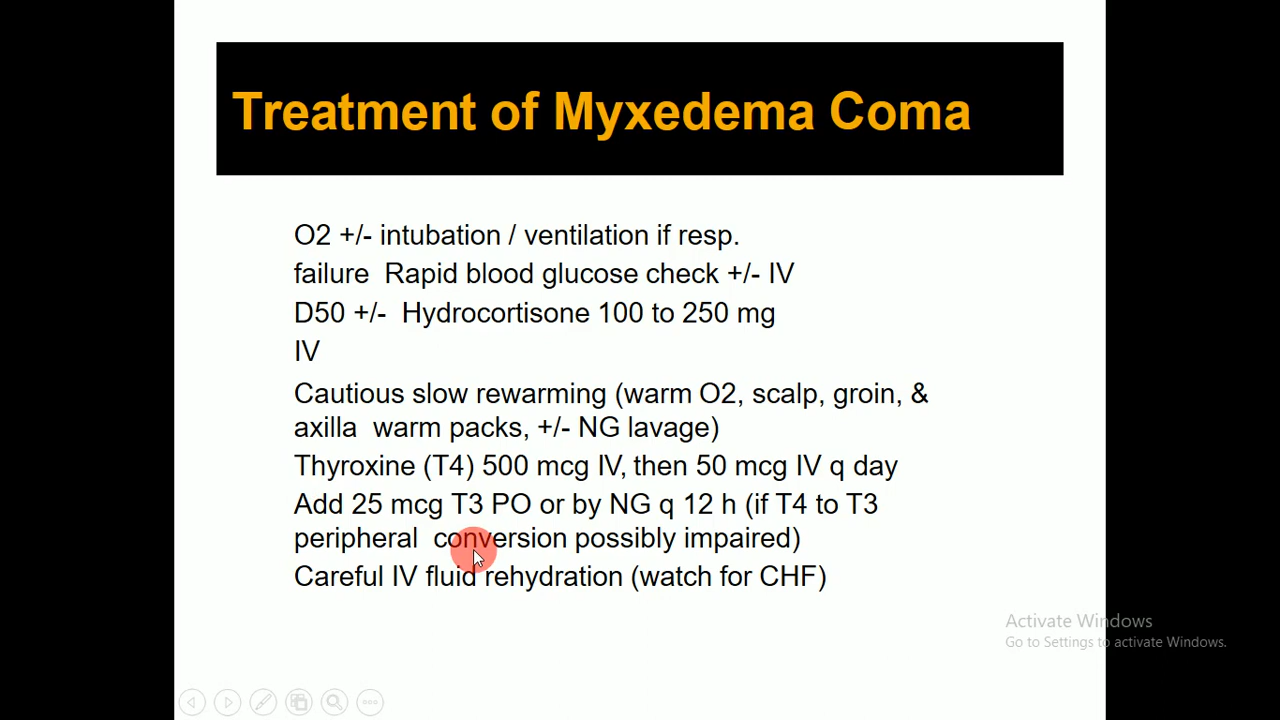 Treatment of Myxedema Coma
O2 +/- intubation / ventilation if resp.
failure Rapid blood glucose check +/- IV
D50 +/- Hydrocortisone 100 to 250 mg
IV
Cautious slow rewarming (warm O2, scalp, groin, &
axilla warm packs, +/- NG lavage)
Thyroxine (T4) 500 mcg IV, then 50 mcg IV q day
Add 25 mcg T3 PO or by NG q 12 h (if T4 to T3
peripheral conversion possibly impaired)
Careful IV fluid rehydration (watch for CHF)
Activate Windows
Go to Settings to activate Windows.